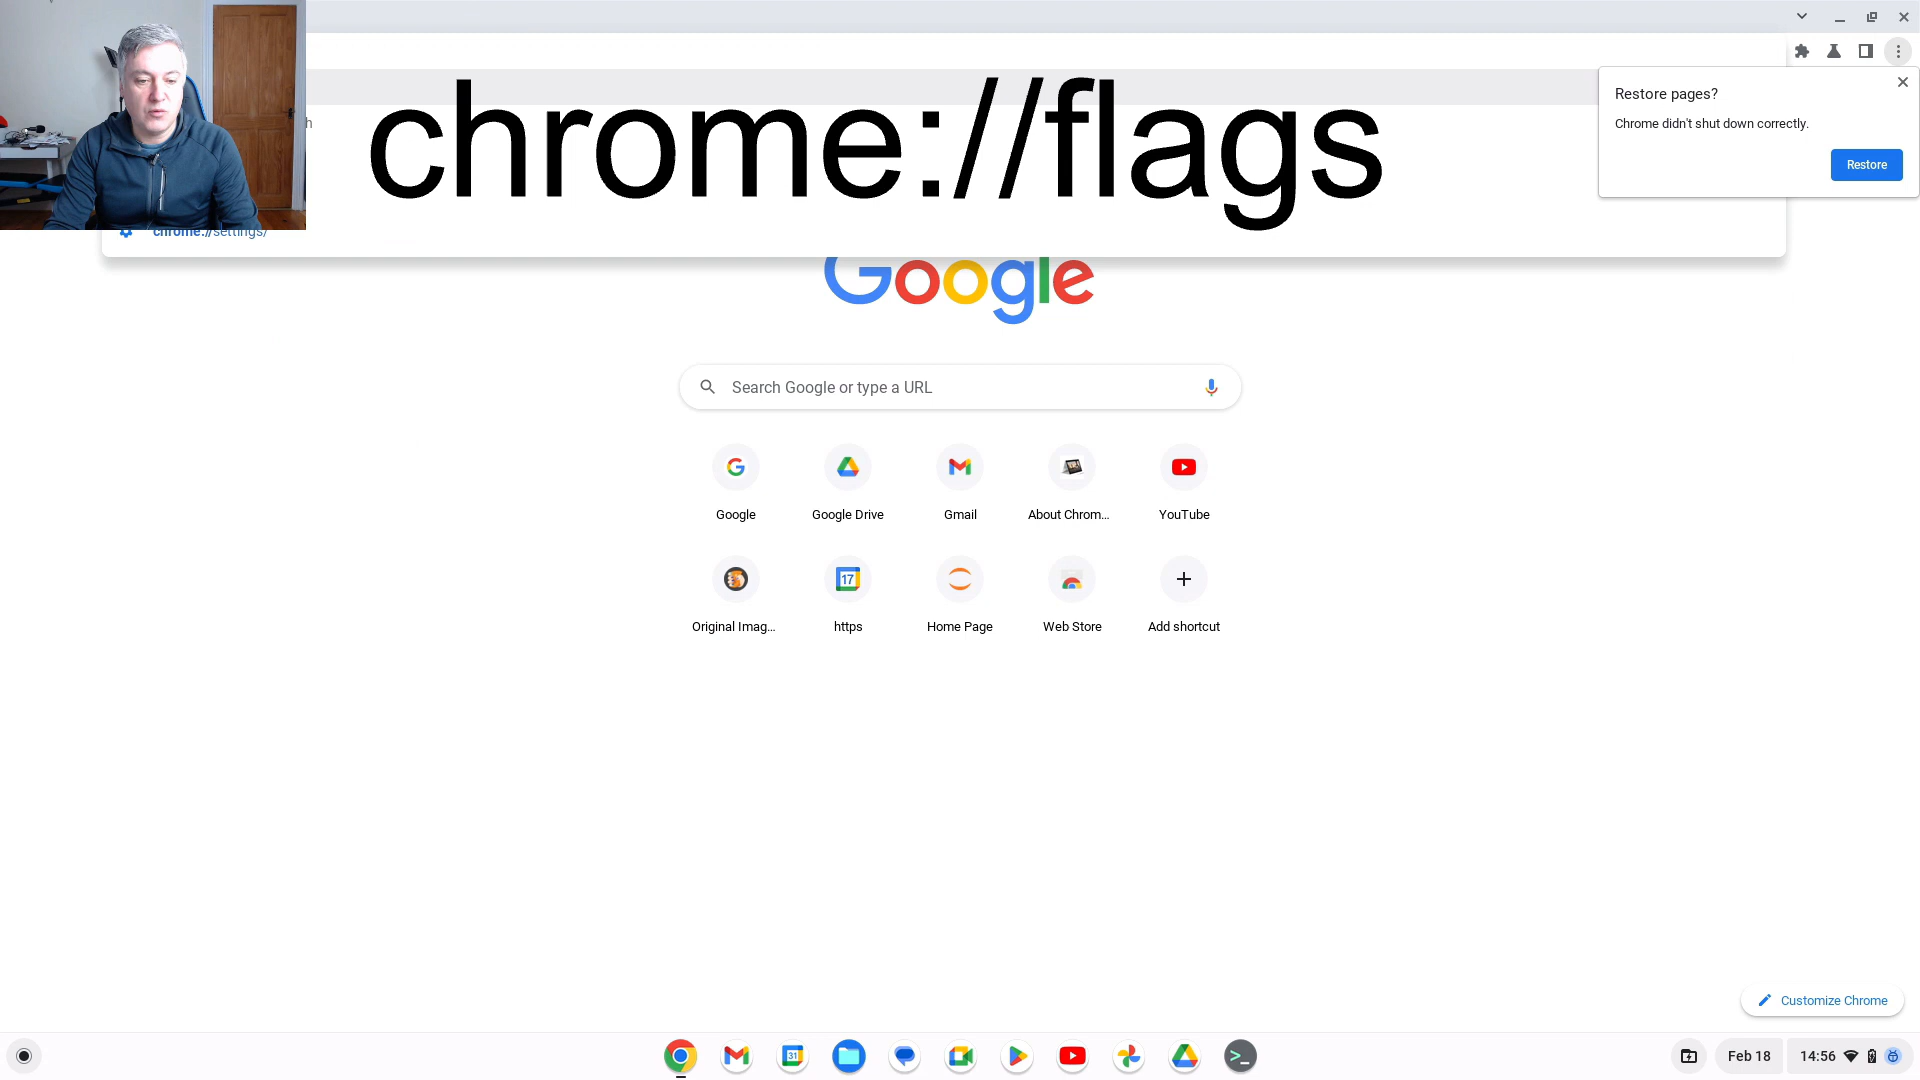 chrome://flags
h
Restore pages?
Chrome didn't shut down correctly.
Restore
chrome://settings/
Google
Search Google or type a URL
Google
Google Drive
Gmail
About Chrom...
YouTube
Original Imag...
17
https
Home Page
Web Store
Add shortcut
Customize Chrome
31
Feb 18
14:56